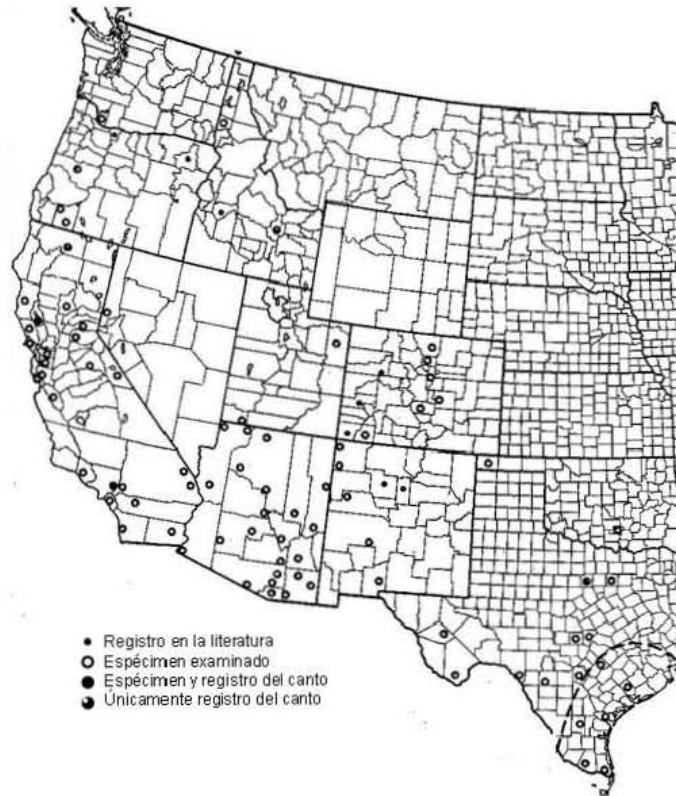 Registro en la literatura
Espécimen examinado
Espécimen y registro del canto
Únicamente registro del canto